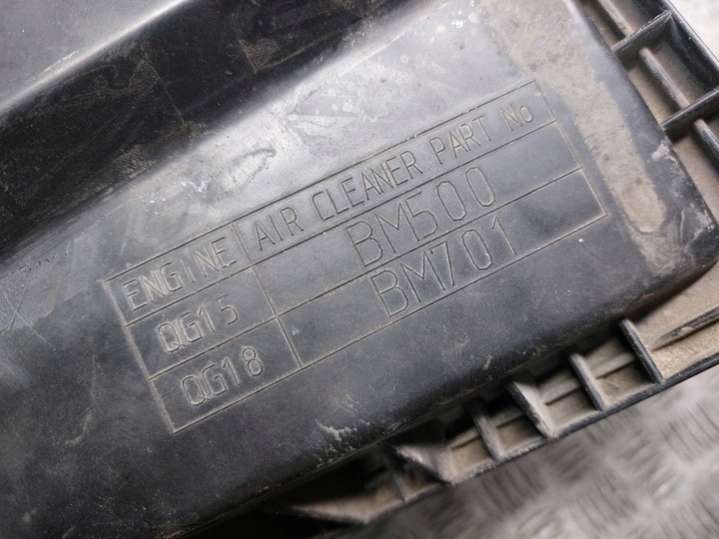 ENGINE AIR CLEANER PART No
QG15 BM500
QG18 BM701